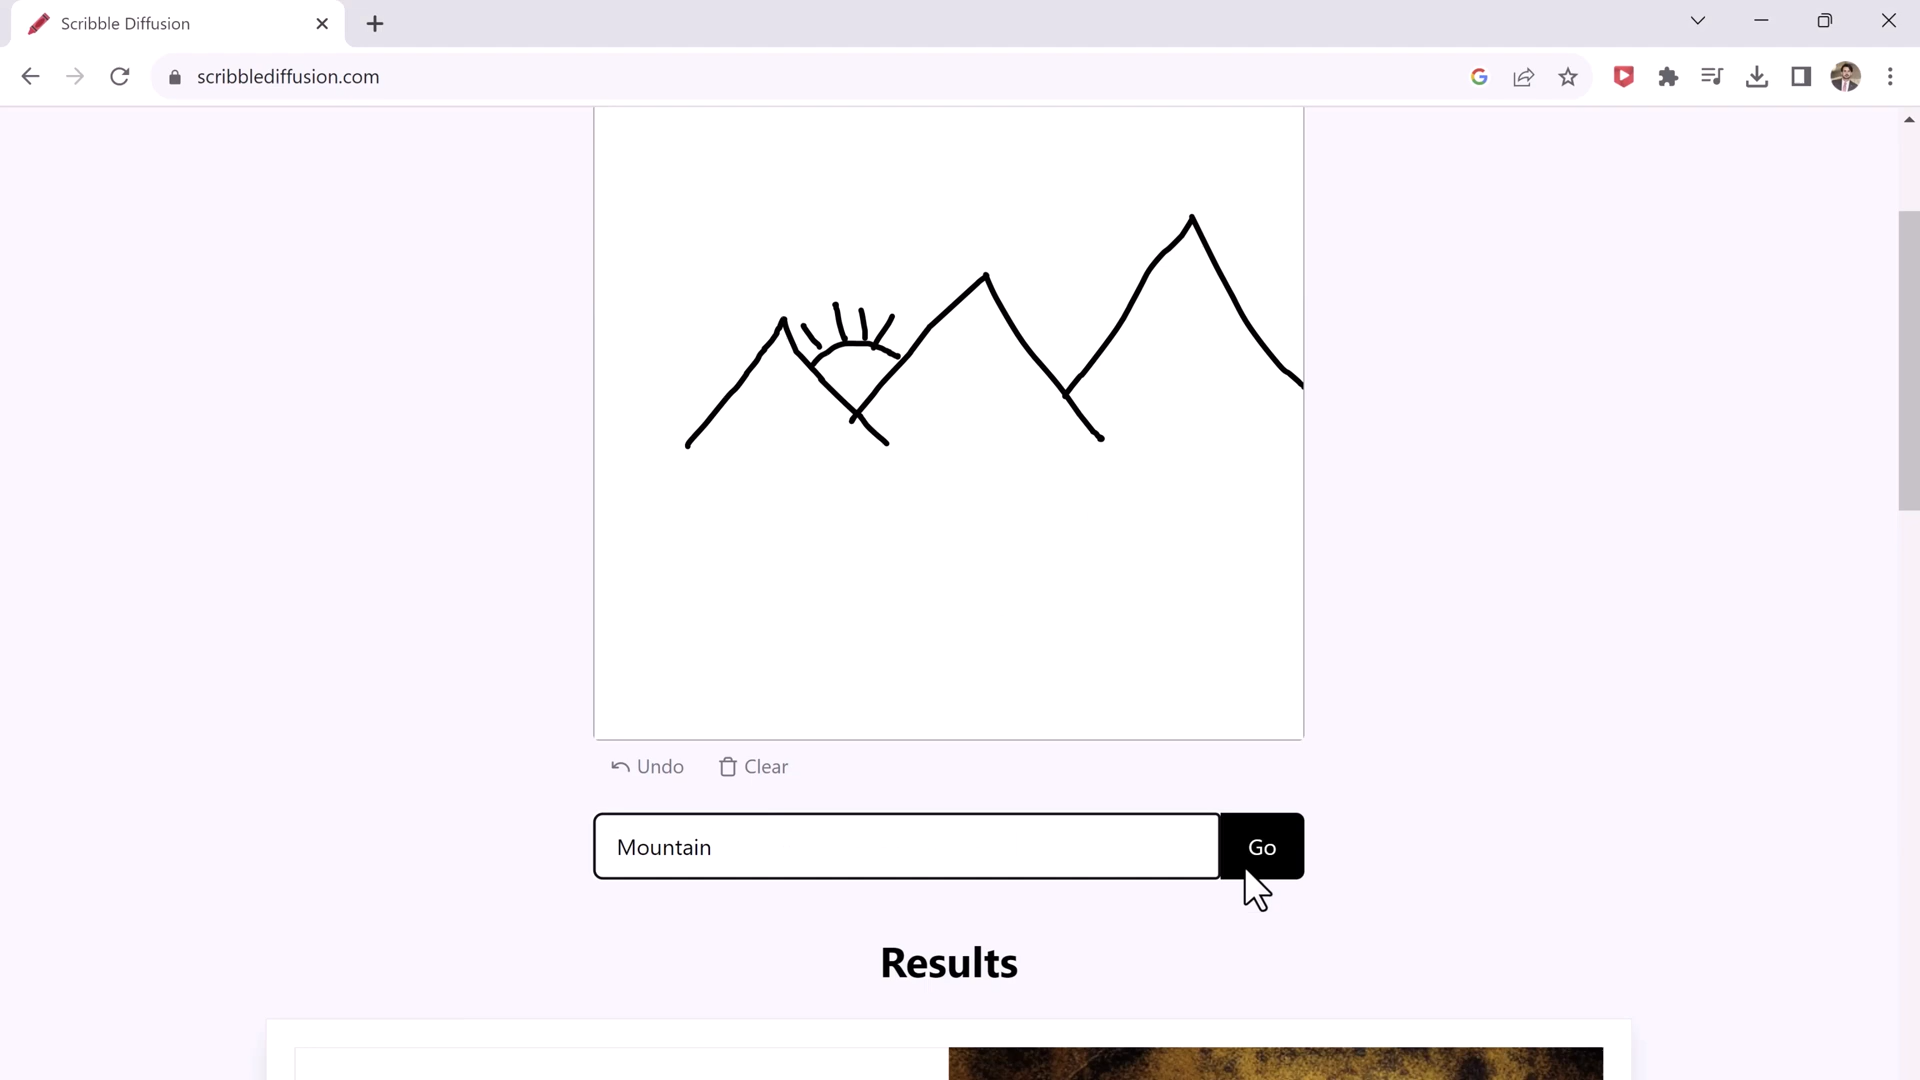 Scribble Diffusion
scribblediffusion.com
Undo
Clear
Mountain
Go
Results